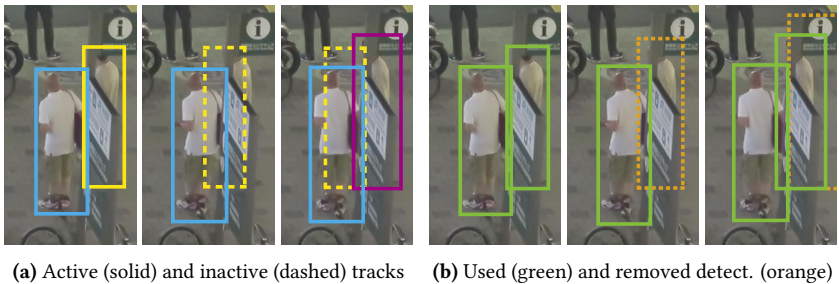 i i i i i i
(a) Active (solid) and inactive (dashed) tracks
(b) Used (green) and removed detect. (orange)